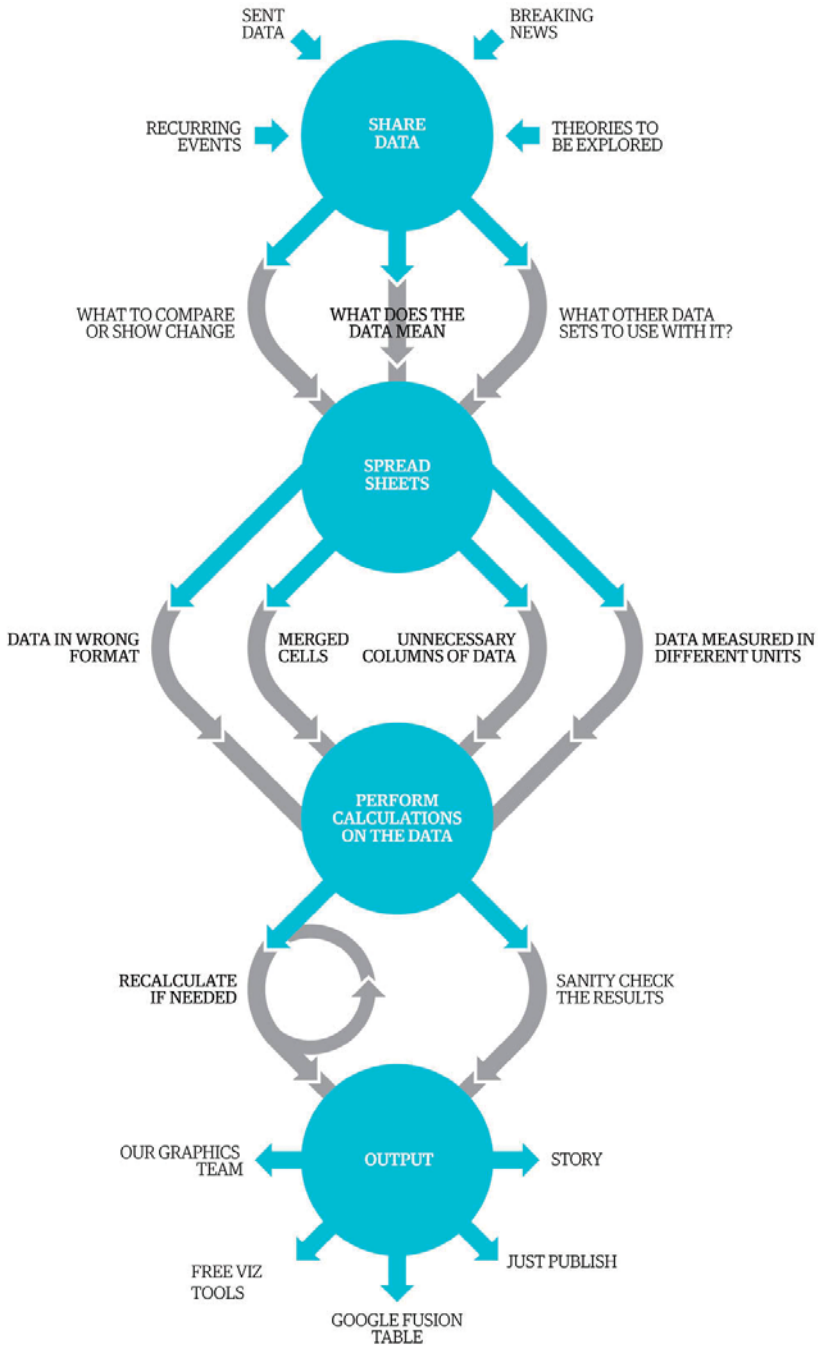 SENT
DATA
BREAKING
NEWS
RECURRING
EVENTS
SHARE
DATA
THEORIES TO
BE EXPLORED
WHAT TO COMPARE
OR SHOW CHANGE
WHAT DOES THE
DATA MEAN
WHAT OTHER DATA
SETS TO USE WITH IT?
SPREAD
SHEETS
DATA IN WRONG
FORMAT
MERGED
CELLS
UNNECESSARY
COLUMNS OF DATA
DATA MEASURED IN
DIFFERENT UNITS
PERFORM
CALCULATIONS
ON THE DATA
RECALCULATE
IF NEEDED
SANITY CHECK
THE RESULTS
OUR GRAPHICS
TEAM
OUTPUT
STORY
FREE VIZ
TOOLS
JUST PUBLISH
GOOGLE FUSION
TABLE